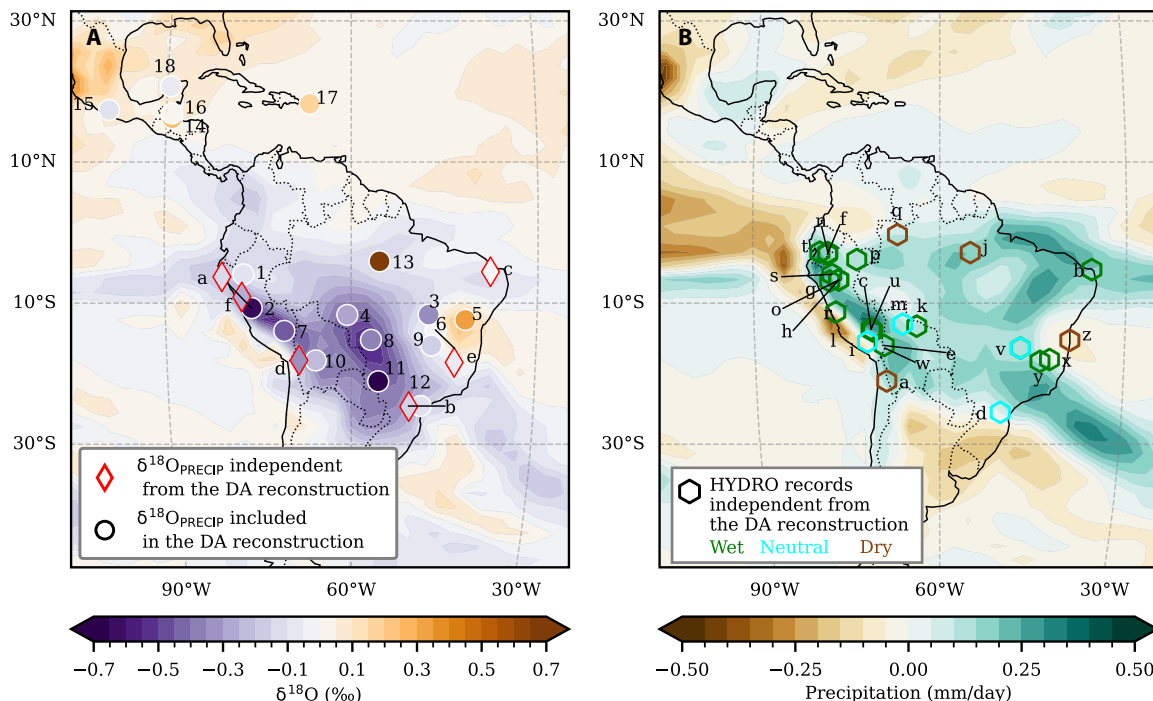 30°N
A
18
15
16
17
14
10°N
a
1
13
c
10°S
f
2
3
5
4
6
7
8
9
d
10
e
11
12
b
30°S
δ¹⁸O_PRECIP independent
from the DA reconstruction
δ¹⁸O_PRECIP included
in the DA reconstruction
90°W
60°W
30°W
−0.7
−0.5
−0.3
−0.1
0.1
0.3
0.5
0.7
δ¹⁸O (‰)
30°N
B
10°N
n
f
q
t
p
j
b
s
c
u
g
10°S
o
r
m
k
h
l
i
e
v
z
w
y
x
a
d
30°S
HYDRO records
independent from
the DA reconstruction
Wet Neutral Dry
90°W
60°W
30°W
−0.50
−0.25
0.00
0.25
0.50
Precipitation (mm/day)